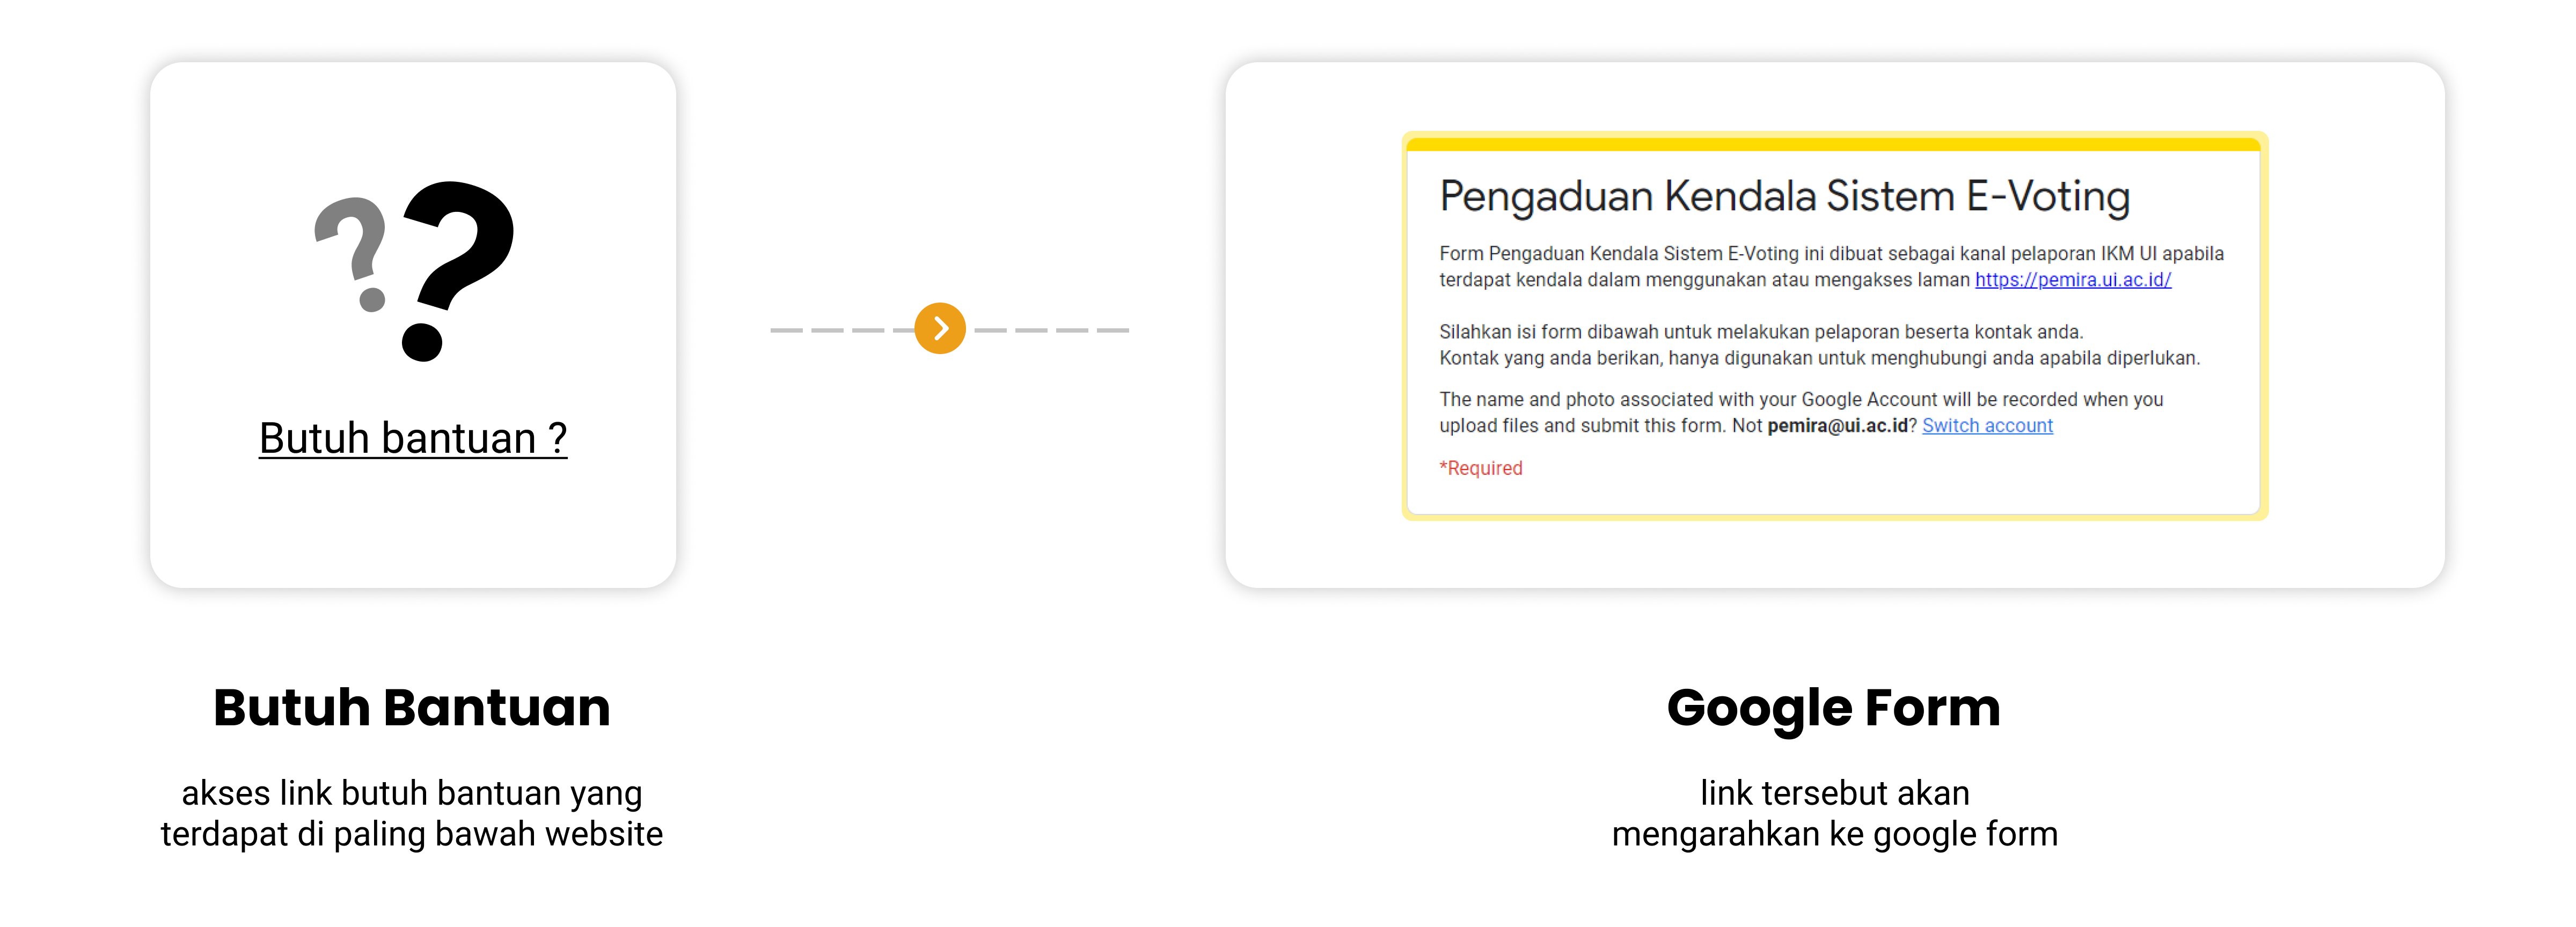 ??
Butuh bantuan ?
Butuh Bantuan
akses link butuh bantuan yang
terdapat di paling bawah website
Pengaduan Kendala Sistem E-Voting
Form Pengaduan Kendala Sistem E-Voting ini dibuat sebagai kanal pelaporan IKM UI apabila
terdapat kendala dalam menggunakan atau mengakses laman https://pemira.ui.ac.id/
Silahkan isi form dibawah untuk melakukan pelaporan beserta kontak anda.
Kontak yang anda berikan, hanya digunakan untuk menghubungi anda apabila diperlukan.
The name and photo associated with your Google Account will be recorded when you
upload files and submit this form. Not pemira@ui.ac.id? Switch account
*Required
Google Form
link tersebut akan
mengarahkan ke google form